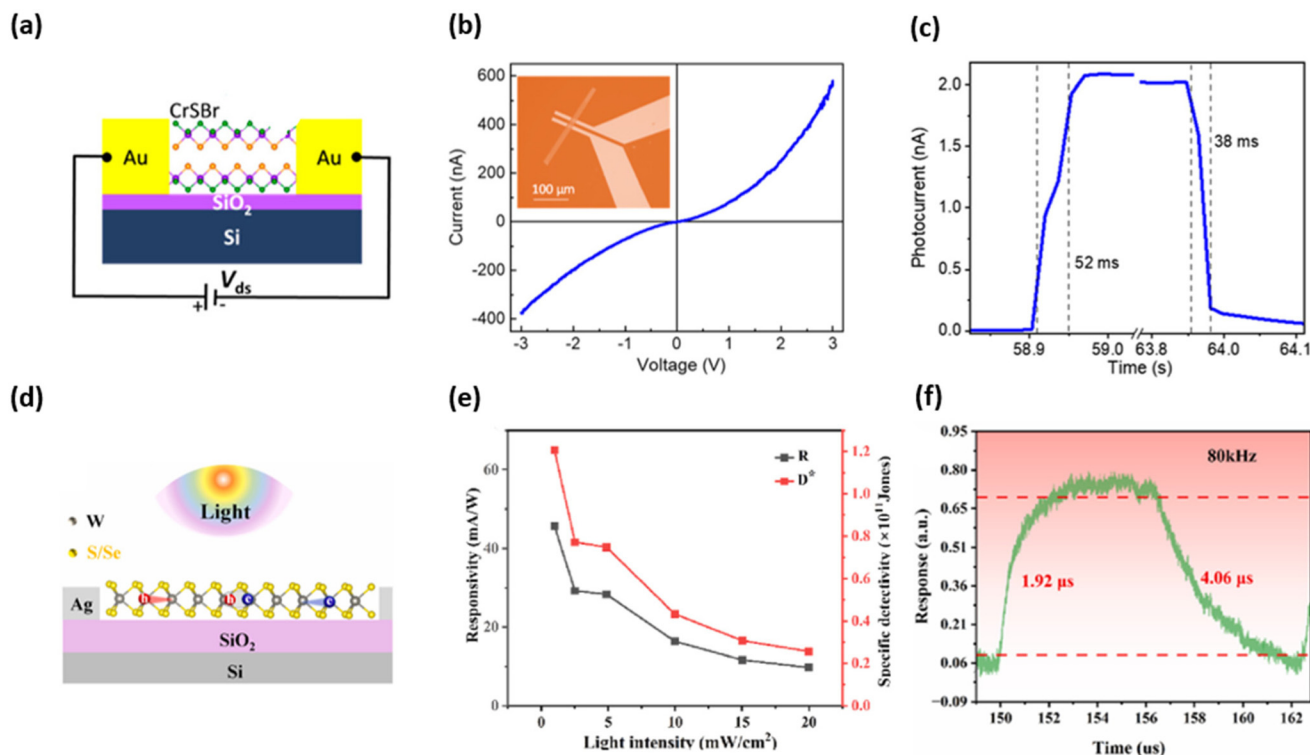 (a)
CrSBr
Au
Au
SiO2
Si
Vds
+
-
(b)
600
400
200
0
-200
-400
Current (nA)
100 μm
-3
-2
-1
0
1
2
3
Voltage (V)
(c)
2.0
1.5
1.0
0.5
0.0
Photocurrent (nA)
38 ms
52 ms
58.9
59.0
63.8
64.0
64.1
Time (s)
(d)
Light
W
S/Se
Ag
h
h
e
e
SiO2
Si
(e)
60
40
20
0
Responsivity (mA/W)
R
D*
1.2
1.0
0.8
0.6
0.4
0.2
0.0
Specific detectivity (×10¹¹ Jones)
0
5
10
15
20
Light intensity (mW/cm²)
(f)
0.95
0.80
0.65
0.51
0.36
0.21
0.06
−0.09
Response (a.u.)
80kHz
1.92 μs
4.06 μs
150
152
154
156
158
160
162
Time (us)